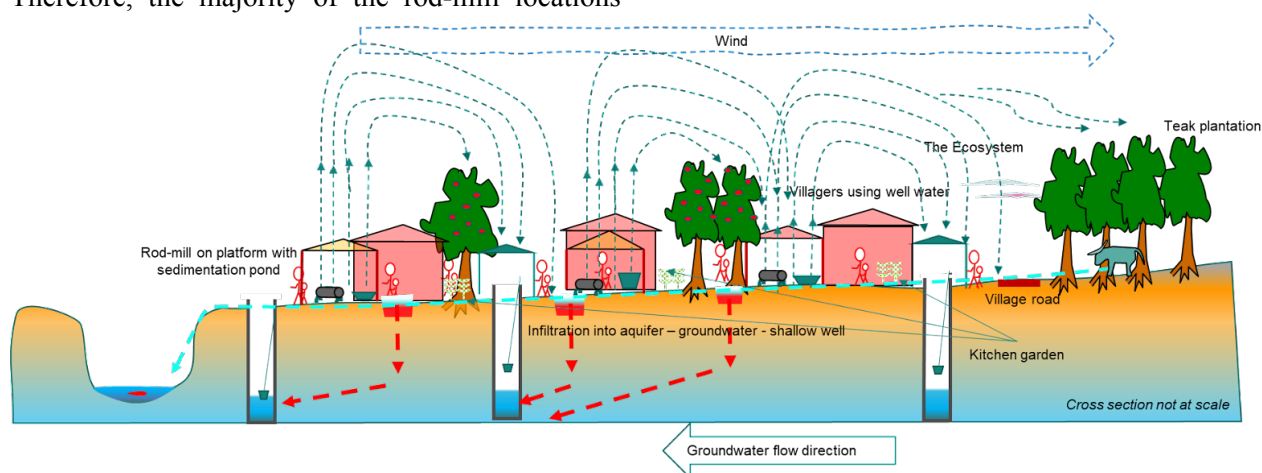 Therefore, the majority of the rod-mill locations
Wind
Teak plantation
The Ecosystem
Villagers using well water
Rod-mill on platform with
sedimentation pond
Village road
Infiltration into aquifer – groundwater - shallow well
Kitchen garden
Cross section not at scale
Groundwater flow direction